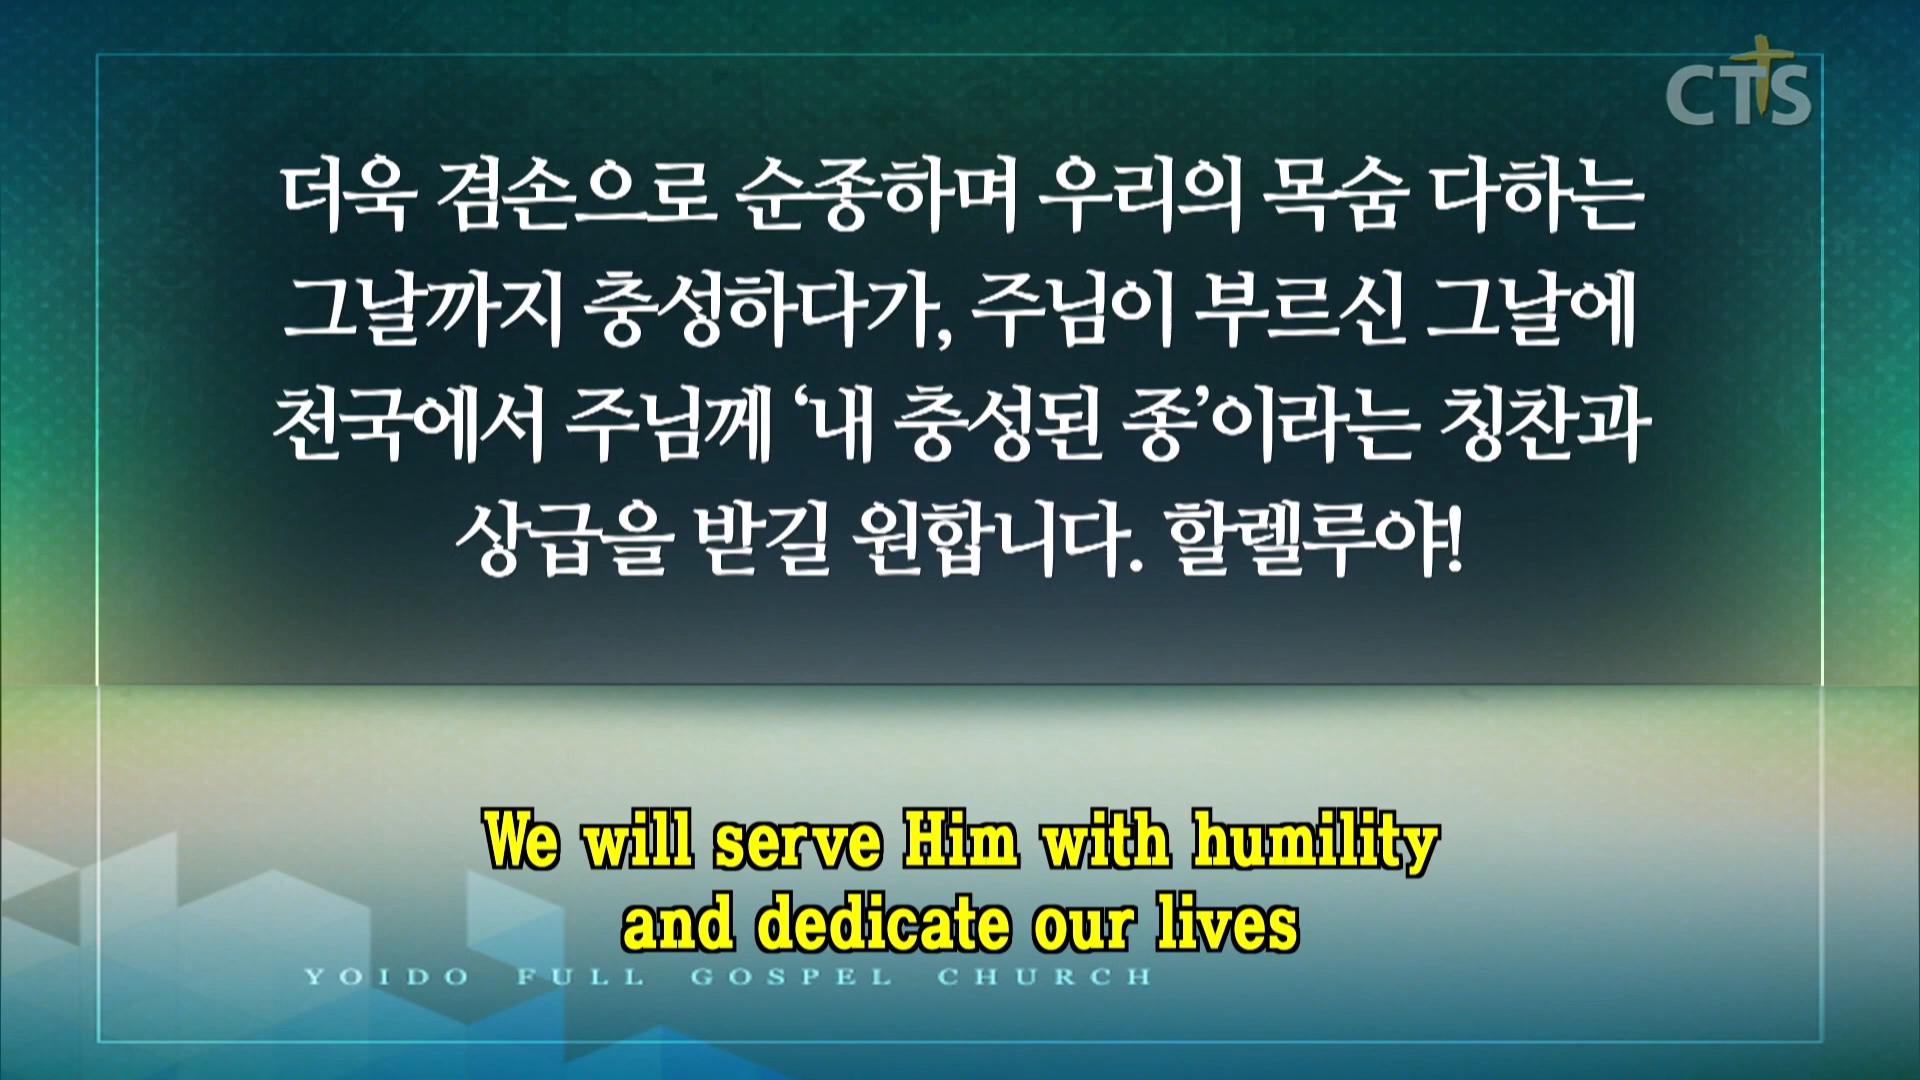 CTS
더욱 겸손으로 순종하며 우리의 목숨 다하는
그날까지 충성하다가, 주님이 부르신 그날에
천국에서 주님께 ‘내 충성된 종’이라는 칭찬과
상급을 받길 원합니다. 할렐루야!
We will serve Him with humility
and dedicate our lives
YOIDO FULL GOSPEL CHURCH